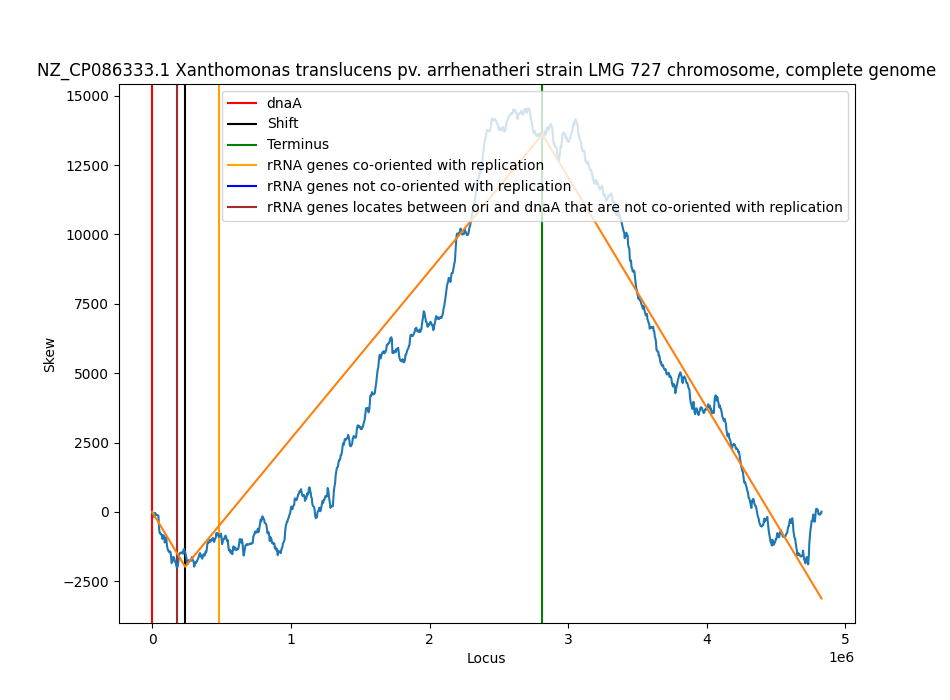 NZ_CP086333.1 Xanthomonas translucens pv. arrhenatheri strain LMG 727 chromosome, complete genome
15000
12500
10000
7500
5000
2500
0
−2500
Skew
dnaA
Shift
Terminus
rRNA genes co-oriented with replication
rRNA genes not co-oriented with replication
rRNA genes locates between ori and dnaA that are not co-oriented with replication
0 1 2 3 4 5
1e6
Locus